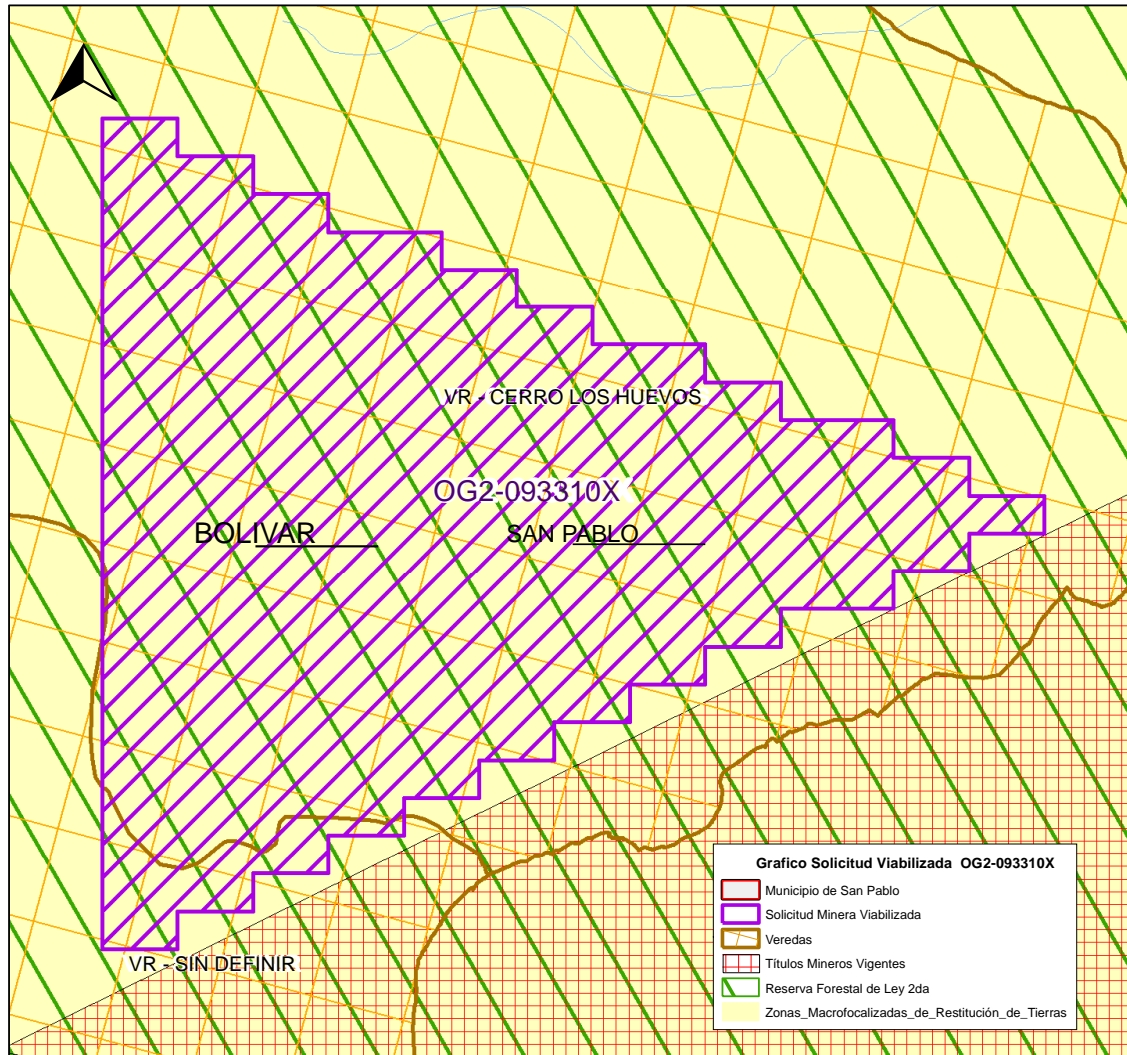 VR - CERRO LOS HUEVOS
OG2-093310X
BOLIVAR
SAN PABLO
VR - SIN DEFINIR
Grafico Solicitud Viabilizada OG2-093310X
Municipio de San Pablo
Solicitud Minera Viabilizada
Veredas
Títulos Mineros Vigentes
Reserva Forestal de Ley 2da
Zonas_Macrofocalizadas_de_Restitución_de_Tierras